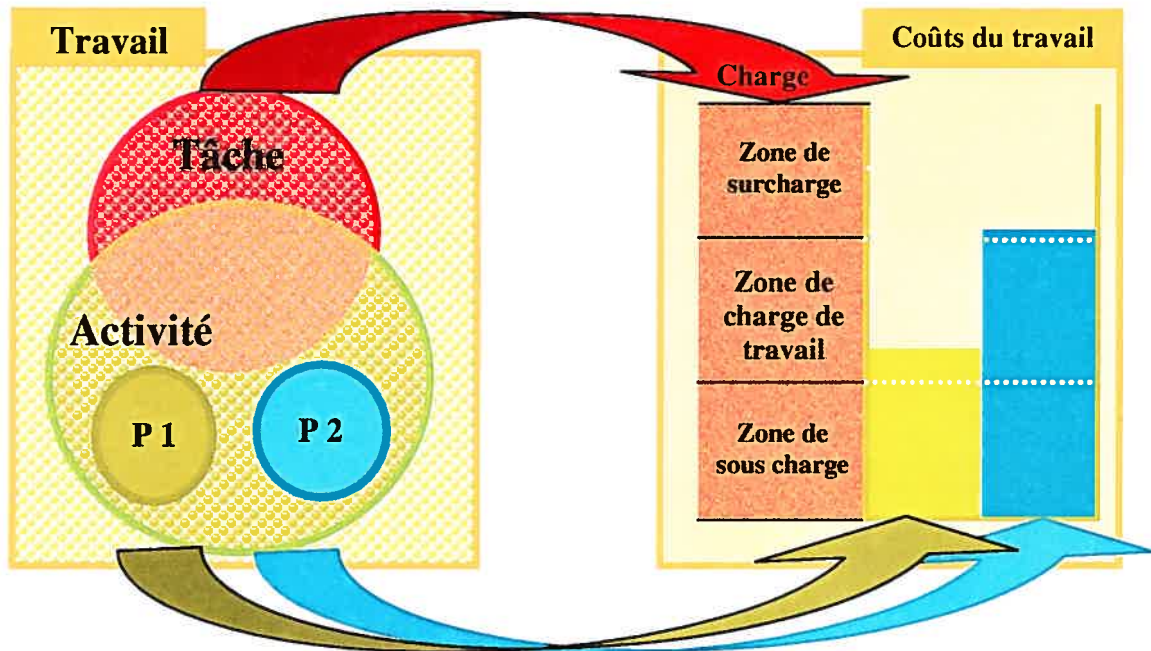 Travail
Tâche
Activité
P 1
P 2
Coûts du travail
Charge
Zone de
surcharge
Zone de
charge de
travail
Zone de
sous charge